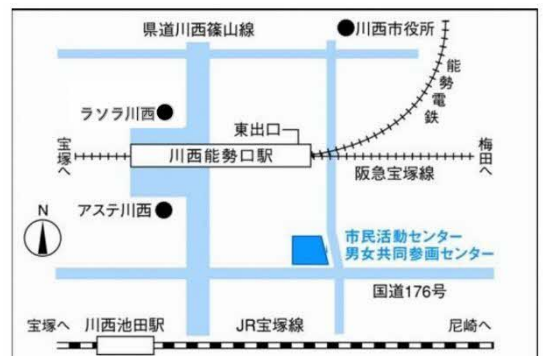 県道川西篠山線
川西市役所
能勢電鉄
ラソラ川西
東出口
宝塚へ
川西能勢口駅
梅田へ
阪急宝塚線
アステ川西
N
市民活動センター
男女共同参画センター
国道176号
宝塚へ
川西池田駅
JR宝塚線
尼崎へ